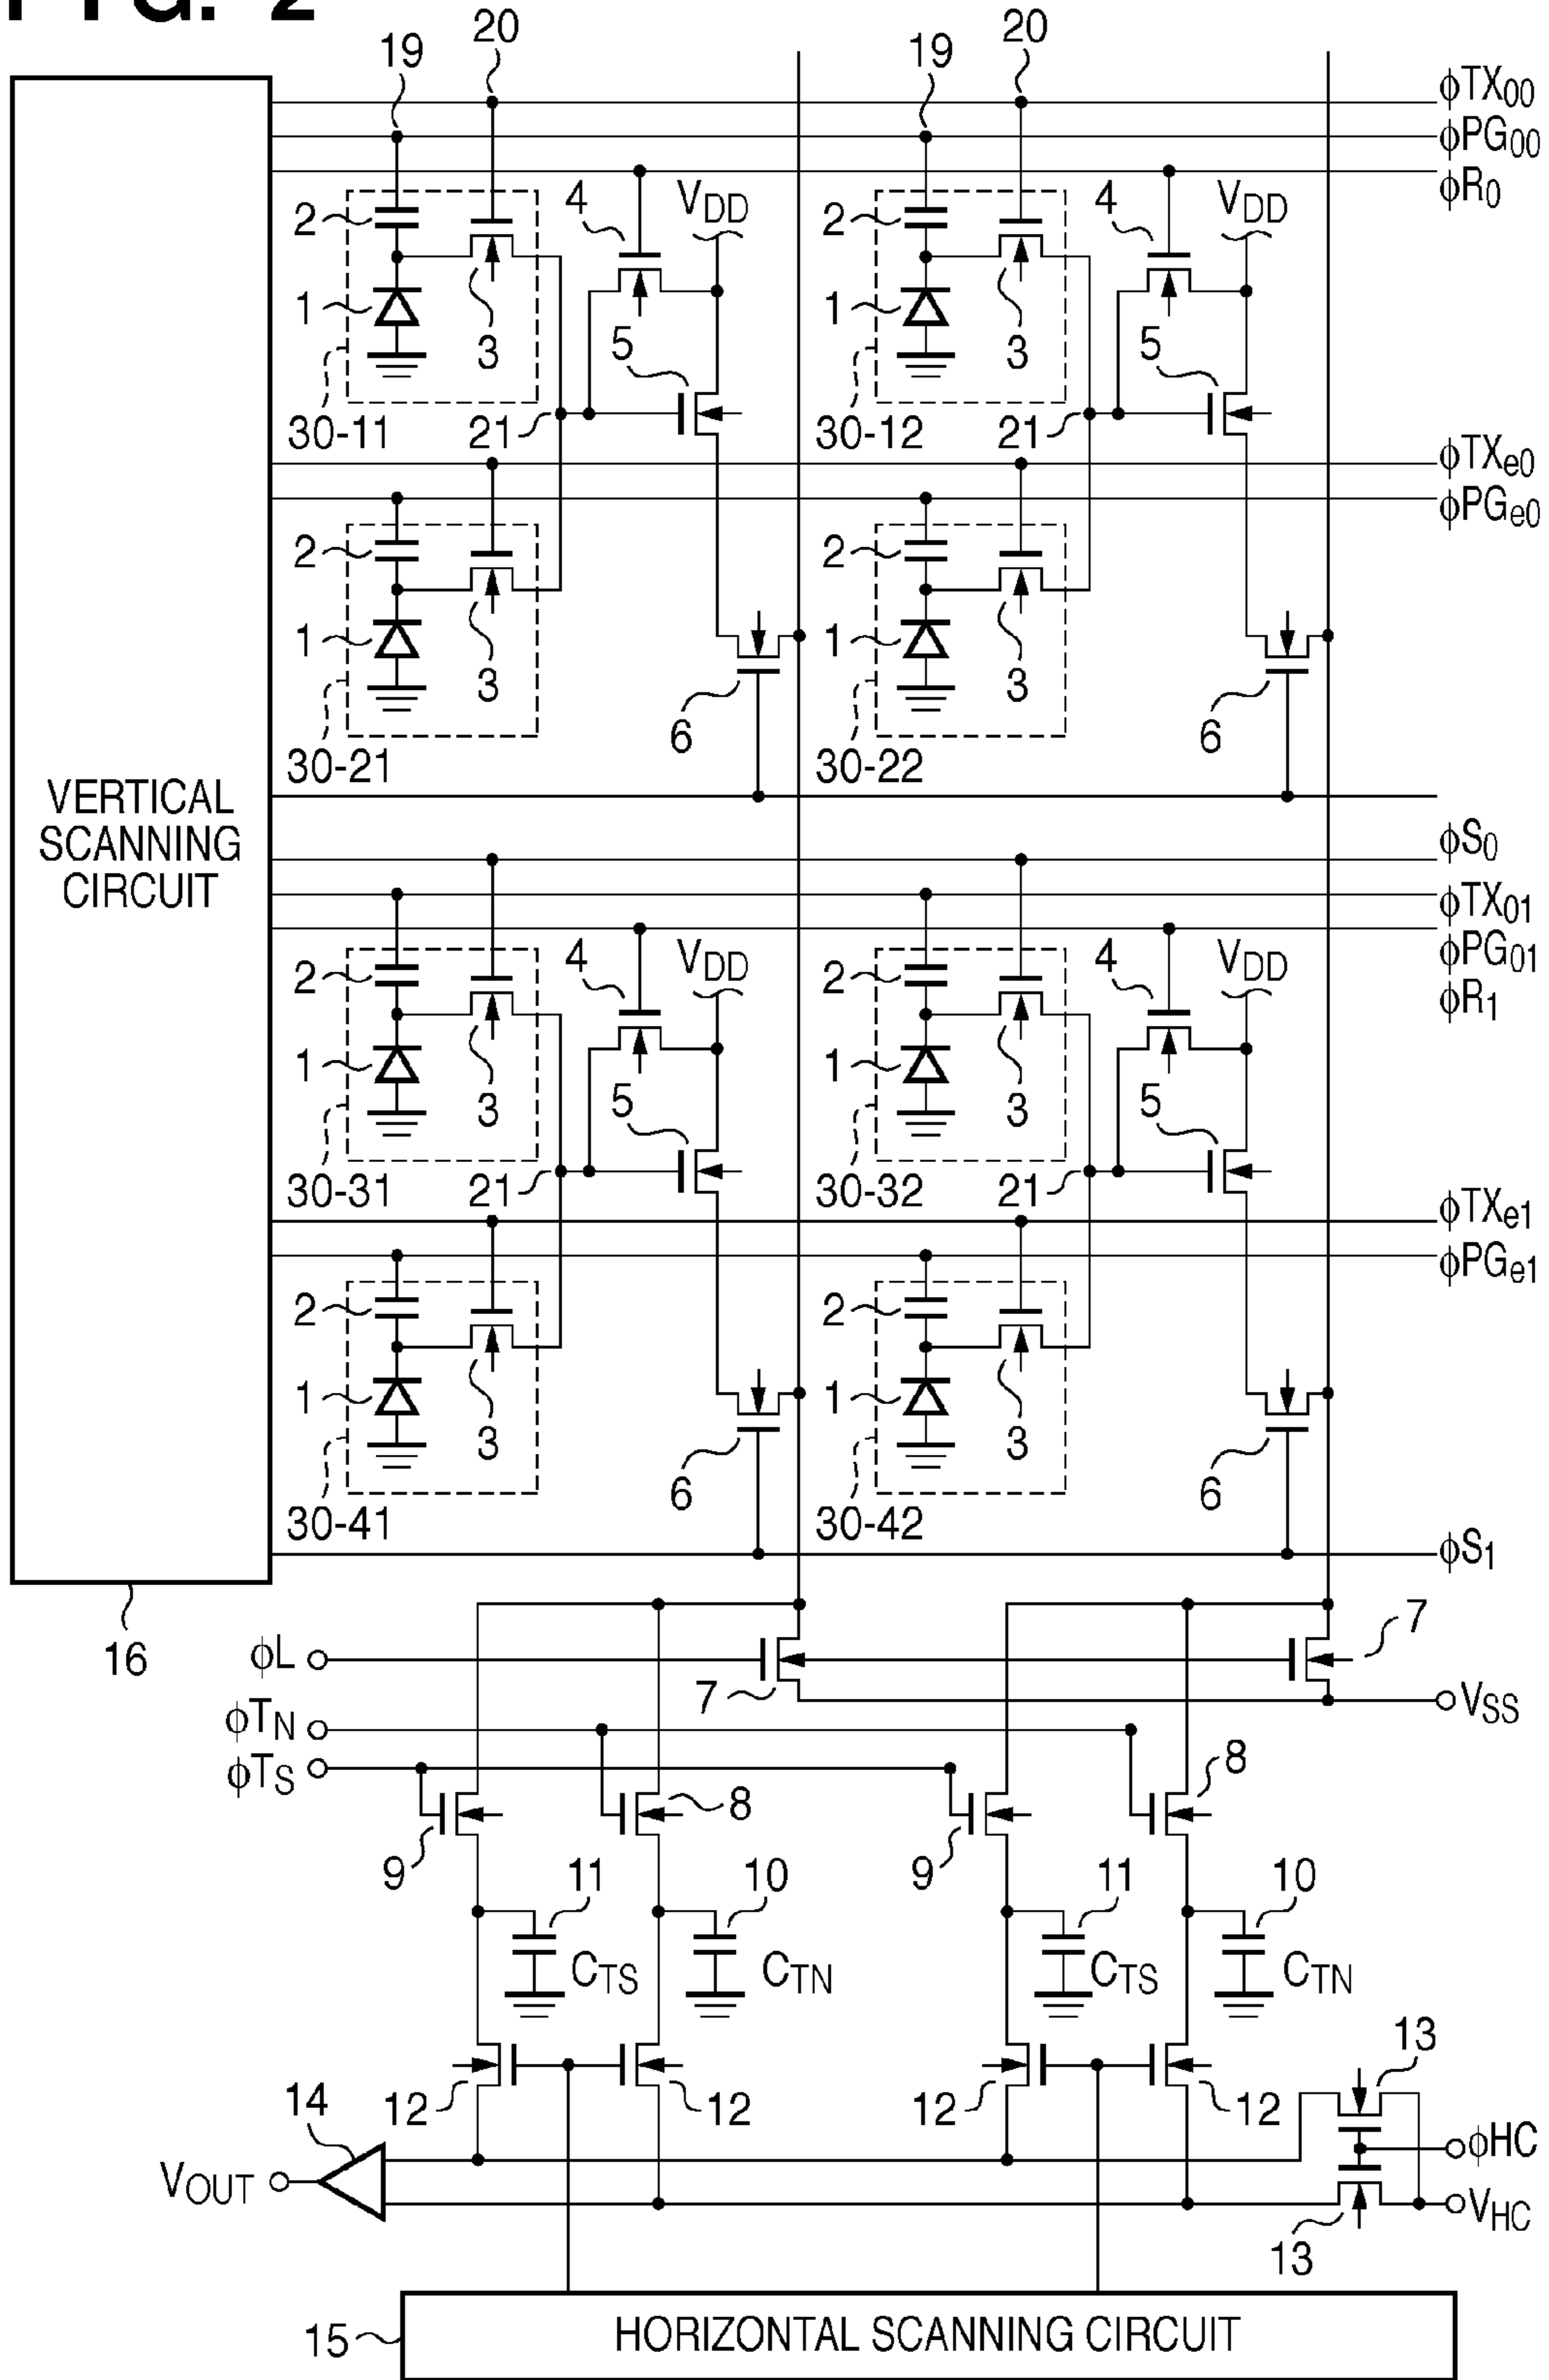 FIG. 2
19 20 19 20
φTX00
φPG00
φR0
2 4 VDD 2 4 VDD
1 3 5 1 3 5
30-11 21 30-12 21
φTXe0
φPGe0
2 2
1 3 1 3
6 6
30-21 30-22
VERTICAL
SCANNING
CIRCUIT
φS0
φTX01
φPG01
φR1
2 4 VDD 2 4 VDD
1 3 5 1 3 5
30-31 21 30-32 21
φTXe1
φPGe1
2 2
1 3 1 3
6 6
30-41 30-42
φS1
16
φL 7 7
VSS
φTN
φTS
8 8
9 9
11 10 11 10
CTS CTN CTS CTN
13
12 12 12 12
14
φHC
VOUT
VHC
13
15
HORIZONTAL SCANNING CIRCUIT